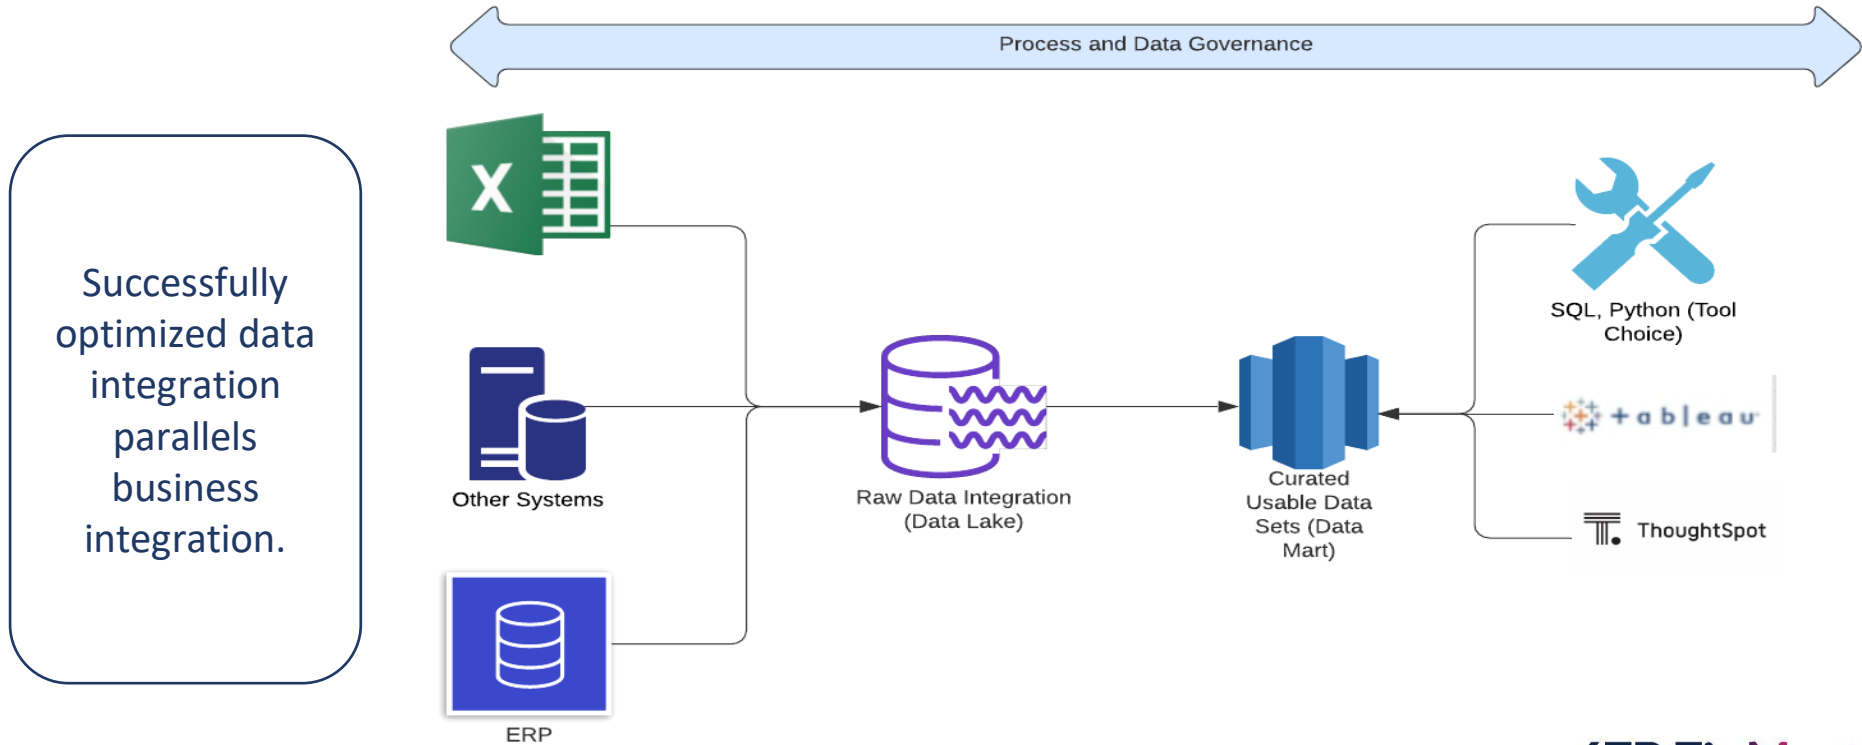 Process and Data Governance
X
Successfully
optimized data
integration
parallels
business
integration.
SQL, Python (Tool
Choice)
Other Systems
Raw Data Integration
(Data Lake)
Curated
Usable Data
Sets (Data
Mart)
+ableau
ThoughtSpot
ERP